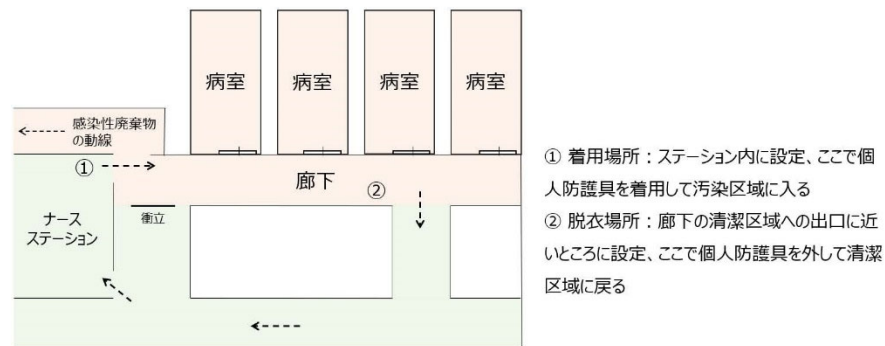 病室
病室
病室
病室
感染性廃棄物
の動線
①
廊下
②
ナース
ステーション
衝立
① 着用場所：ステーション内に設定、ここで個
人防護具を着用して汚染区域に入る
② 脱衣場所：廊下の清潔区域への出口に近
いところに設定、ここで個人防護具を外して清潔
区域に戻る